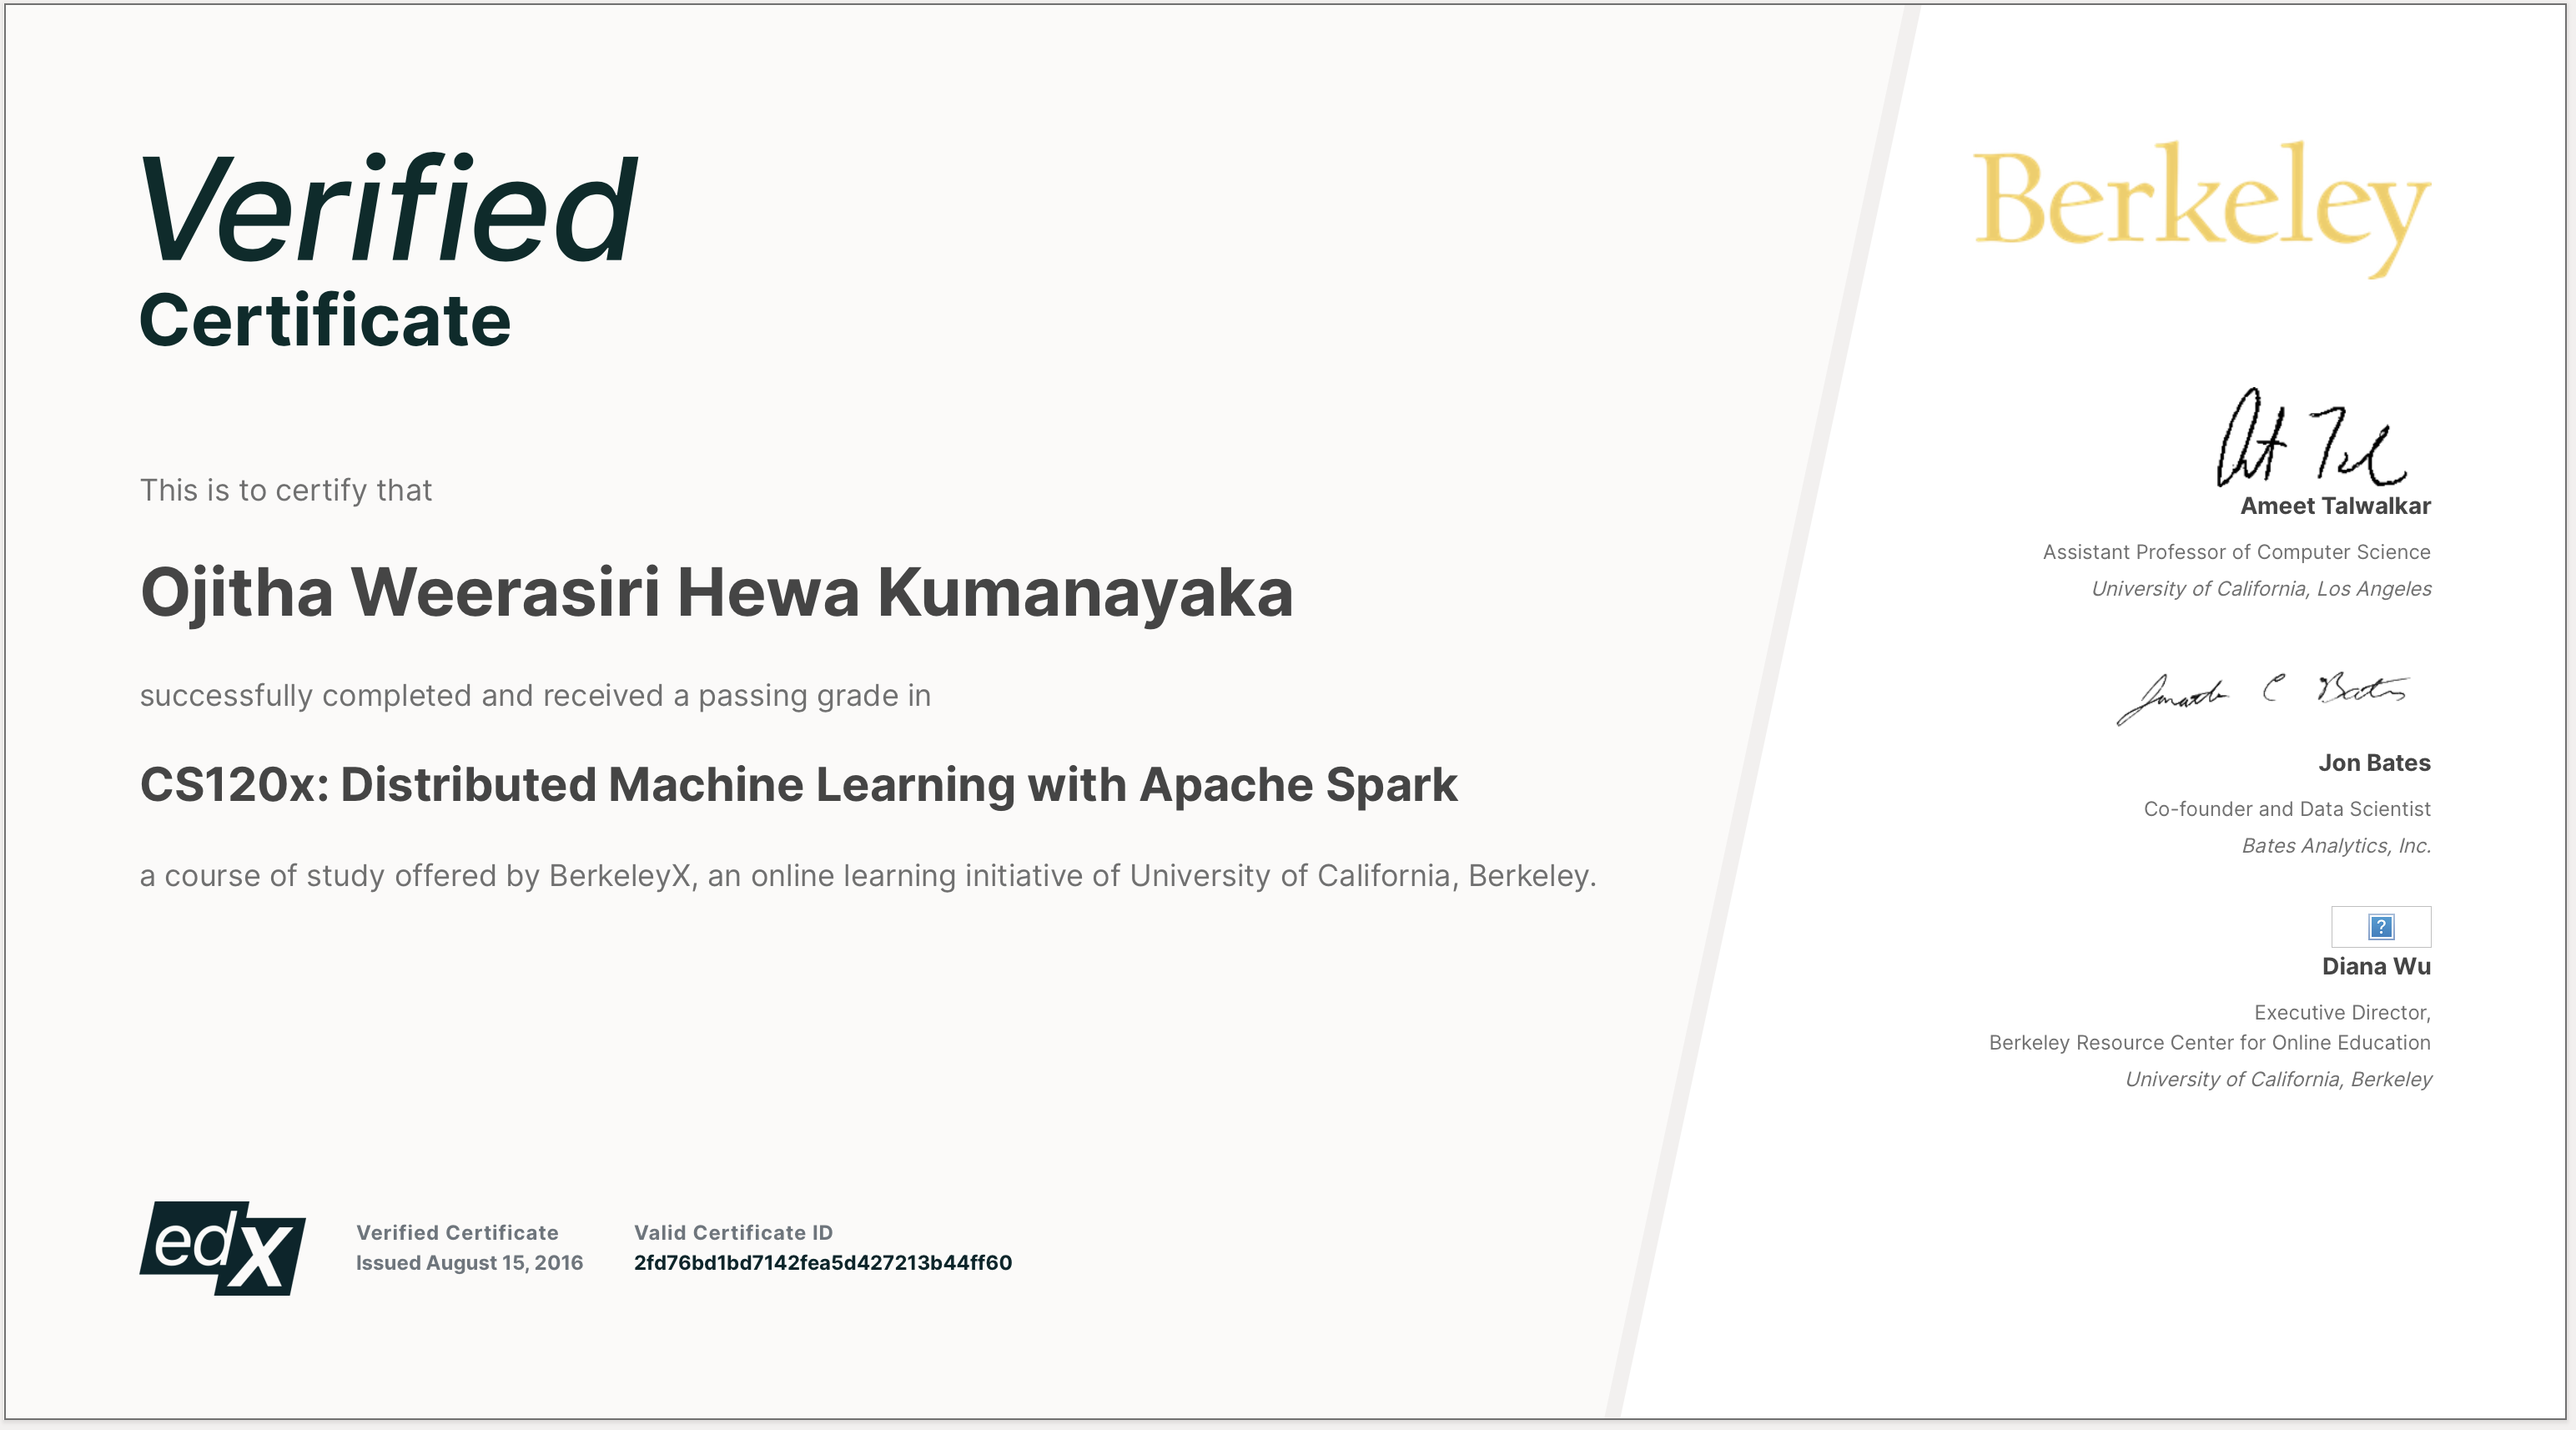 Verified
Certificate
This is to certify that
Ojitha Weerasiri Hewa Kumanayaka
successfully completed and received a passing grade in
CS120x: Distributed Machine Learning with Apache Spark
a course of study offered by BerkeleyX, an online learning initiative of University of California, Berkeley.
edX
Verified Certificate
Issued August 15, 2016
Valid Certificate ID
2fd76bd1bd7142fea5d427213b44ff60
Berkeley
Ameet Talwalkar
Assistant Professor of Computer Science
University of California, Los Angeles
Jon Bates
Co-founder and Data Scientist
Bates Analytics, Inc.
?
Diana Wu
Executive Director,
Berkeley Resource Center for Online Education
University of California, Berkeley